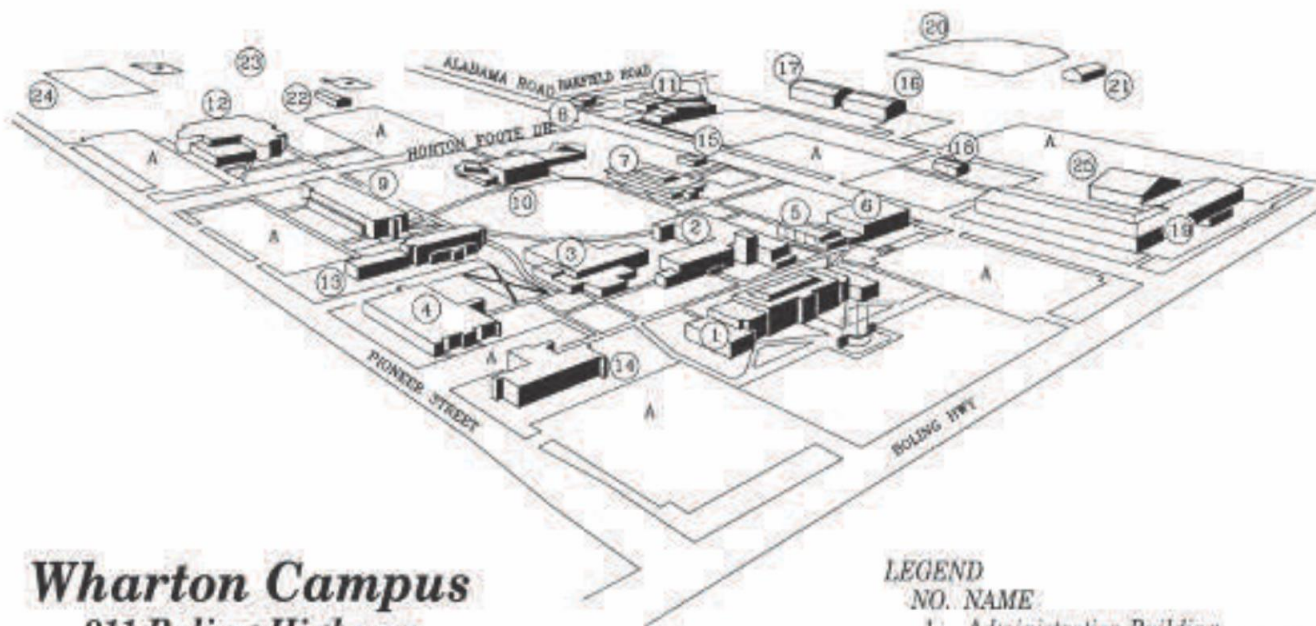 20
23
17
16
ALABAMA ROAD
OAKFIELD ROAD
21
24
11
12
22
8
A
15
HORTON FOOTE DR
A
A
A
7
18
25
9
10
5
6
2
A
3
19
13
A
4
1
A
14
PIONEER STREET
A
BOLING HWY
Wharton Campus
911 Boling Highway
LEGEND
NO. NAME
1 Administration Building